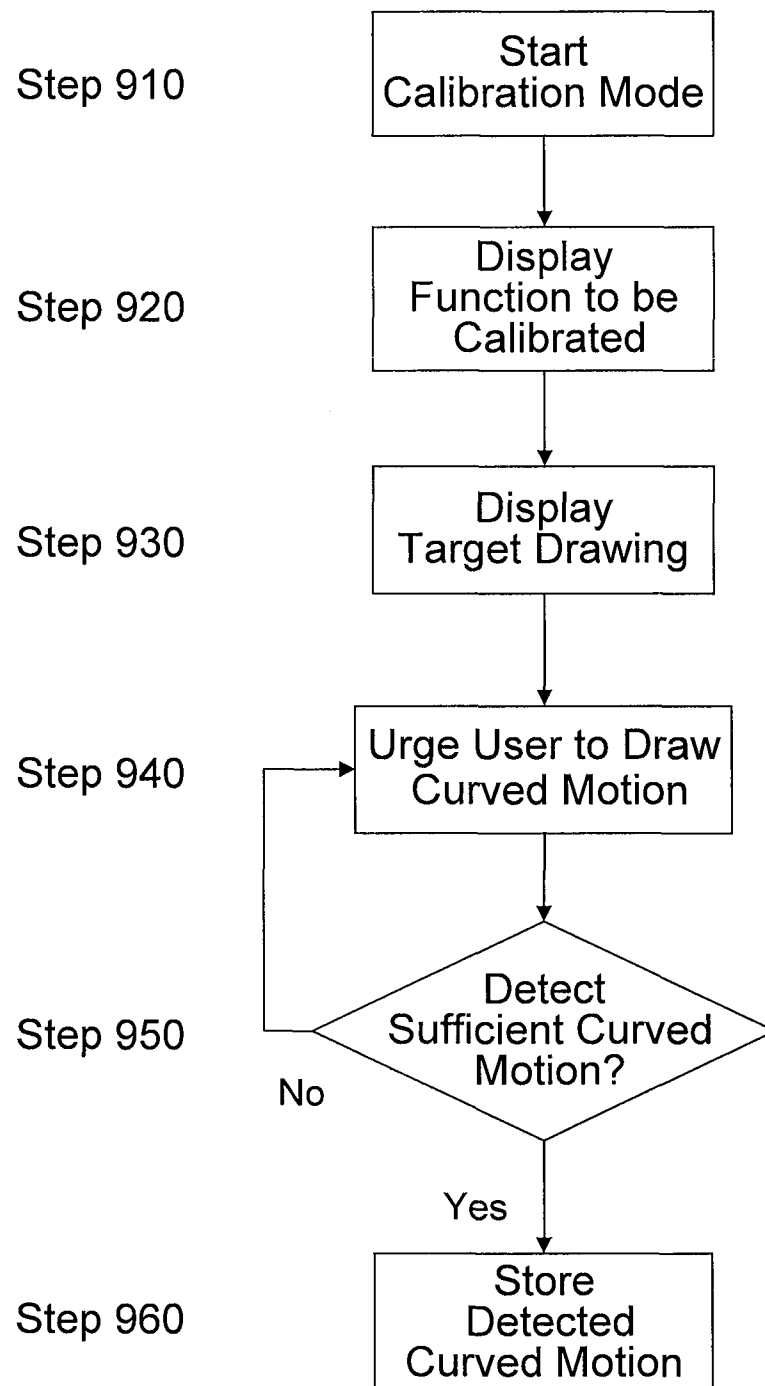 Step 910
Start
Calibration Mode
Step 920
Display
Function to be
Calibrated
Step 930
Display
Target Drawing
Step 940
Urge User to Draw
Curved Motion
Step 950
Detect
Sufficient Curved
Motion?
No
Yes
Step 960
Store
Detected
Curved Motion